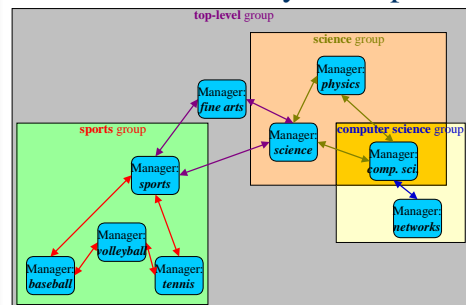 top-level group
science group
Manager:
physics
Manager:
fine arts
sports group
Manager:
science
computer science group
Manager:
sports
Manager:
comp. sci.
Manager:
networks
Manager:
volleyball
Manager:
baseball
Manager:
tennis